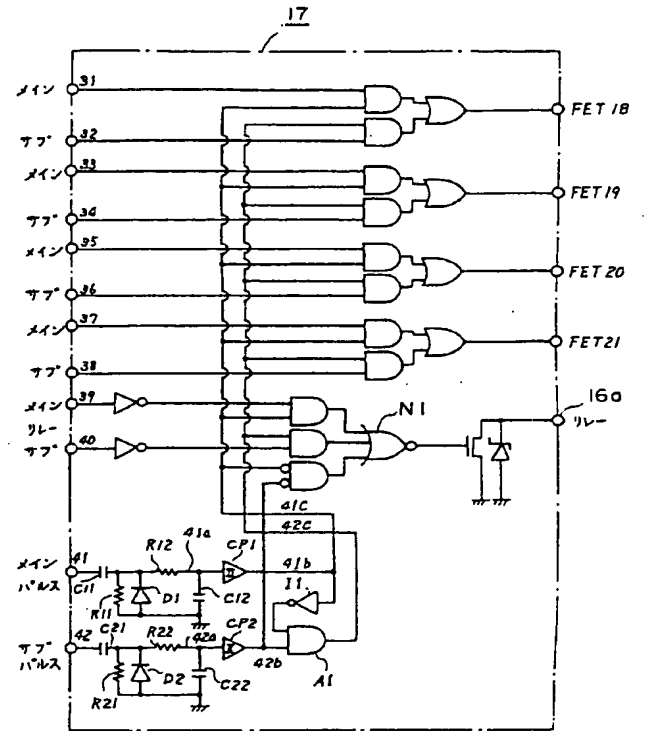 17
メイン 31
FET 18
サブ 32
メイン 33
FET 19
サブ 34
メイン 35
FET 20
サブ 36
メイン 37
FET 21
サブ 38
メイン 39
リレー
サブ 40
N1
16a
リレー
41C
42C
メイン
パルス
41
C11
R12
41a
CP1
41b
R11
D1
C12
I1
サブ
パルス
42
C21
R22
42a
CP2
42b
A1
R21
D2
C22